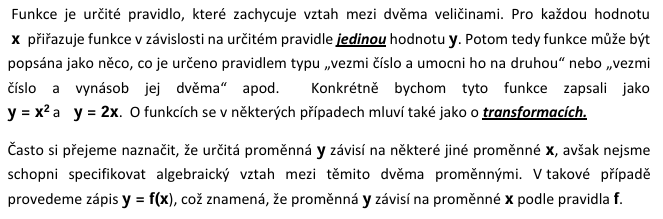 Funkce je určité pravidlo, které zachycuje vztah mezi dvěma veličinami. Pro každou hodnotu
x přiřazuje funkce v závislosti na určitém pravidle jedinou hodnotu y. Potom tedy funkce může být
popsána jako něco, co je určeno pravidlem typu „vezmi číslo a umocni ho na druhou“ nebo „vezmi
číslo a vynásob jej dvěma“ apod. Konkrétně bychom tyto funkce zapsali jako
y = x² a y = 2x. O funkcích se v některých případech mluví také jako o transformacích.
Často si přejeme naznačit, že určitá proměnná y závisí na některé jiné proměnné x, avšak nejsme
schopni specifikovat algebraický vztah mezi těmito dvěma proměnnými. V takové případě
provedeme zápis y = f(x), což znamená, že proměnná y závisí na proměnné x podle pravidla f.